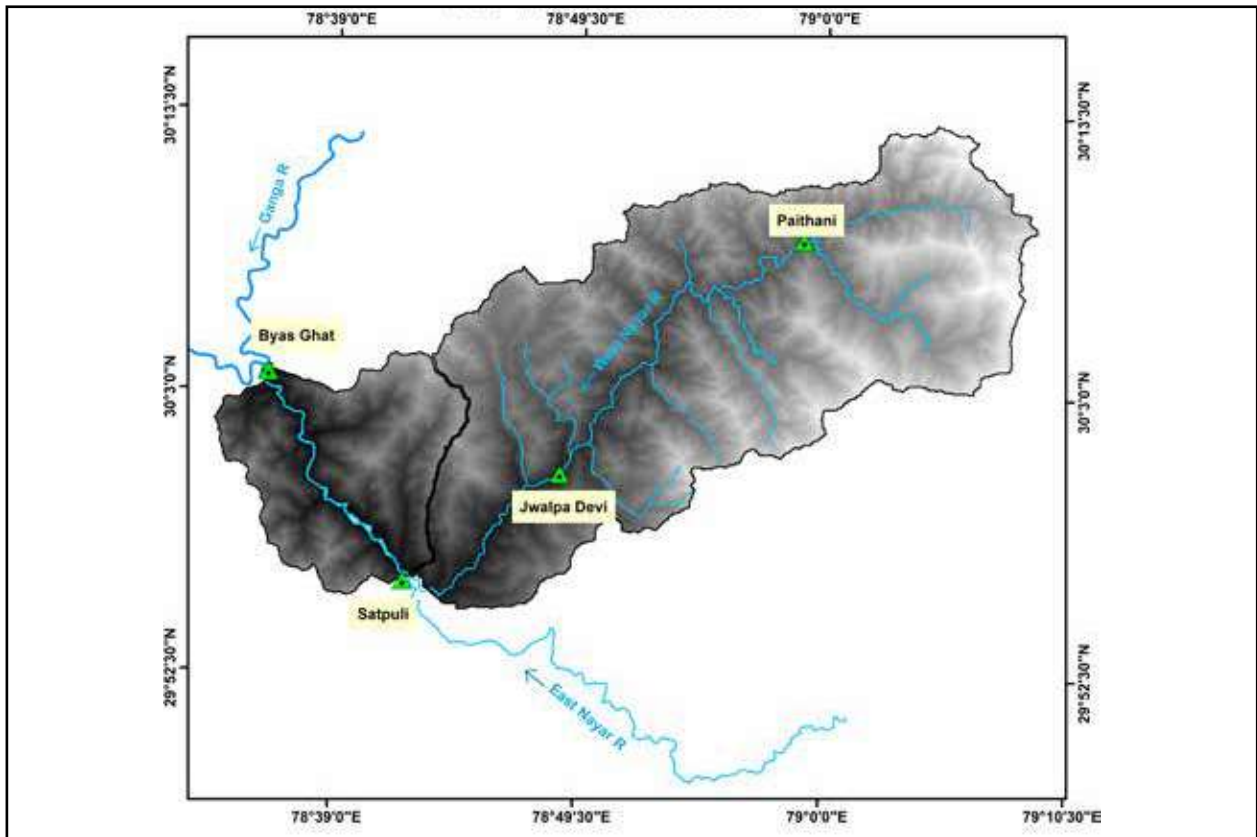 78°39'0"E
78°49'30"E
79°0'0"E
30°13'30"N
30°13'30"N
Ganga R
Paithani
Byas Ghat
West Nayar R
30°3'0"N
30°3'0"N
Jwalpa Devi
Satpuli
29°52'30"N
29°52'30"N
East Nayar R
78°39'0"E
78°49'30"E
79°0'0"E
79°10'30"E